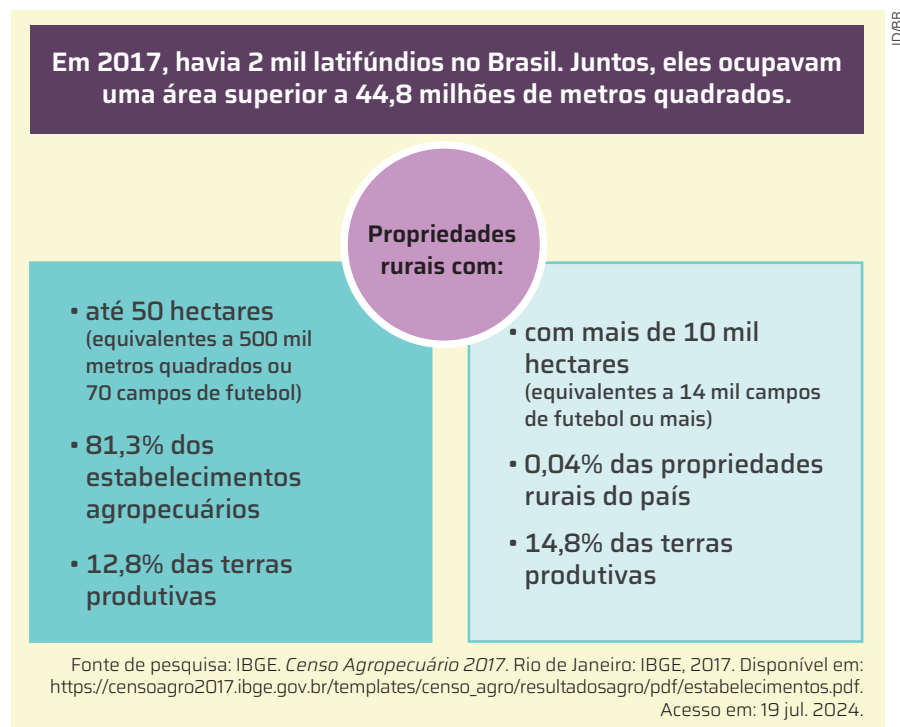 ID/BR
Em 2017, havia 2 mil latifúndios no Brasil. Juntos, eles ocupavam
uma área superior a 44,8 milhões de metros quadrados.
Propriedades
rurais com:
• até 50 hectares
(equivalentes a 500 mil
metros quadrados ou
70 campos de futebol)
• 81,3% dos
estabelecimentos
agropecuários
• 12,8% das terras
produtivas
• com mais de 10 mil
hectares
(equivalentes a 14 mil campos
de futebol ou mais)
• 0,04% das propriedades
rurais do país
• 14,8% das terras
produtivas
Fonte de pesquisa: IBGE. Censo Agropecuário 2017. Rio de Janeiro: IBGE, 2017. Disponível em:
https://censoagro2017.ibge.gov.br/templates/censo_agro/resultadosagro/pdf/estabelecimentos.pdf.
Acesso em: 19 jul. 2024.